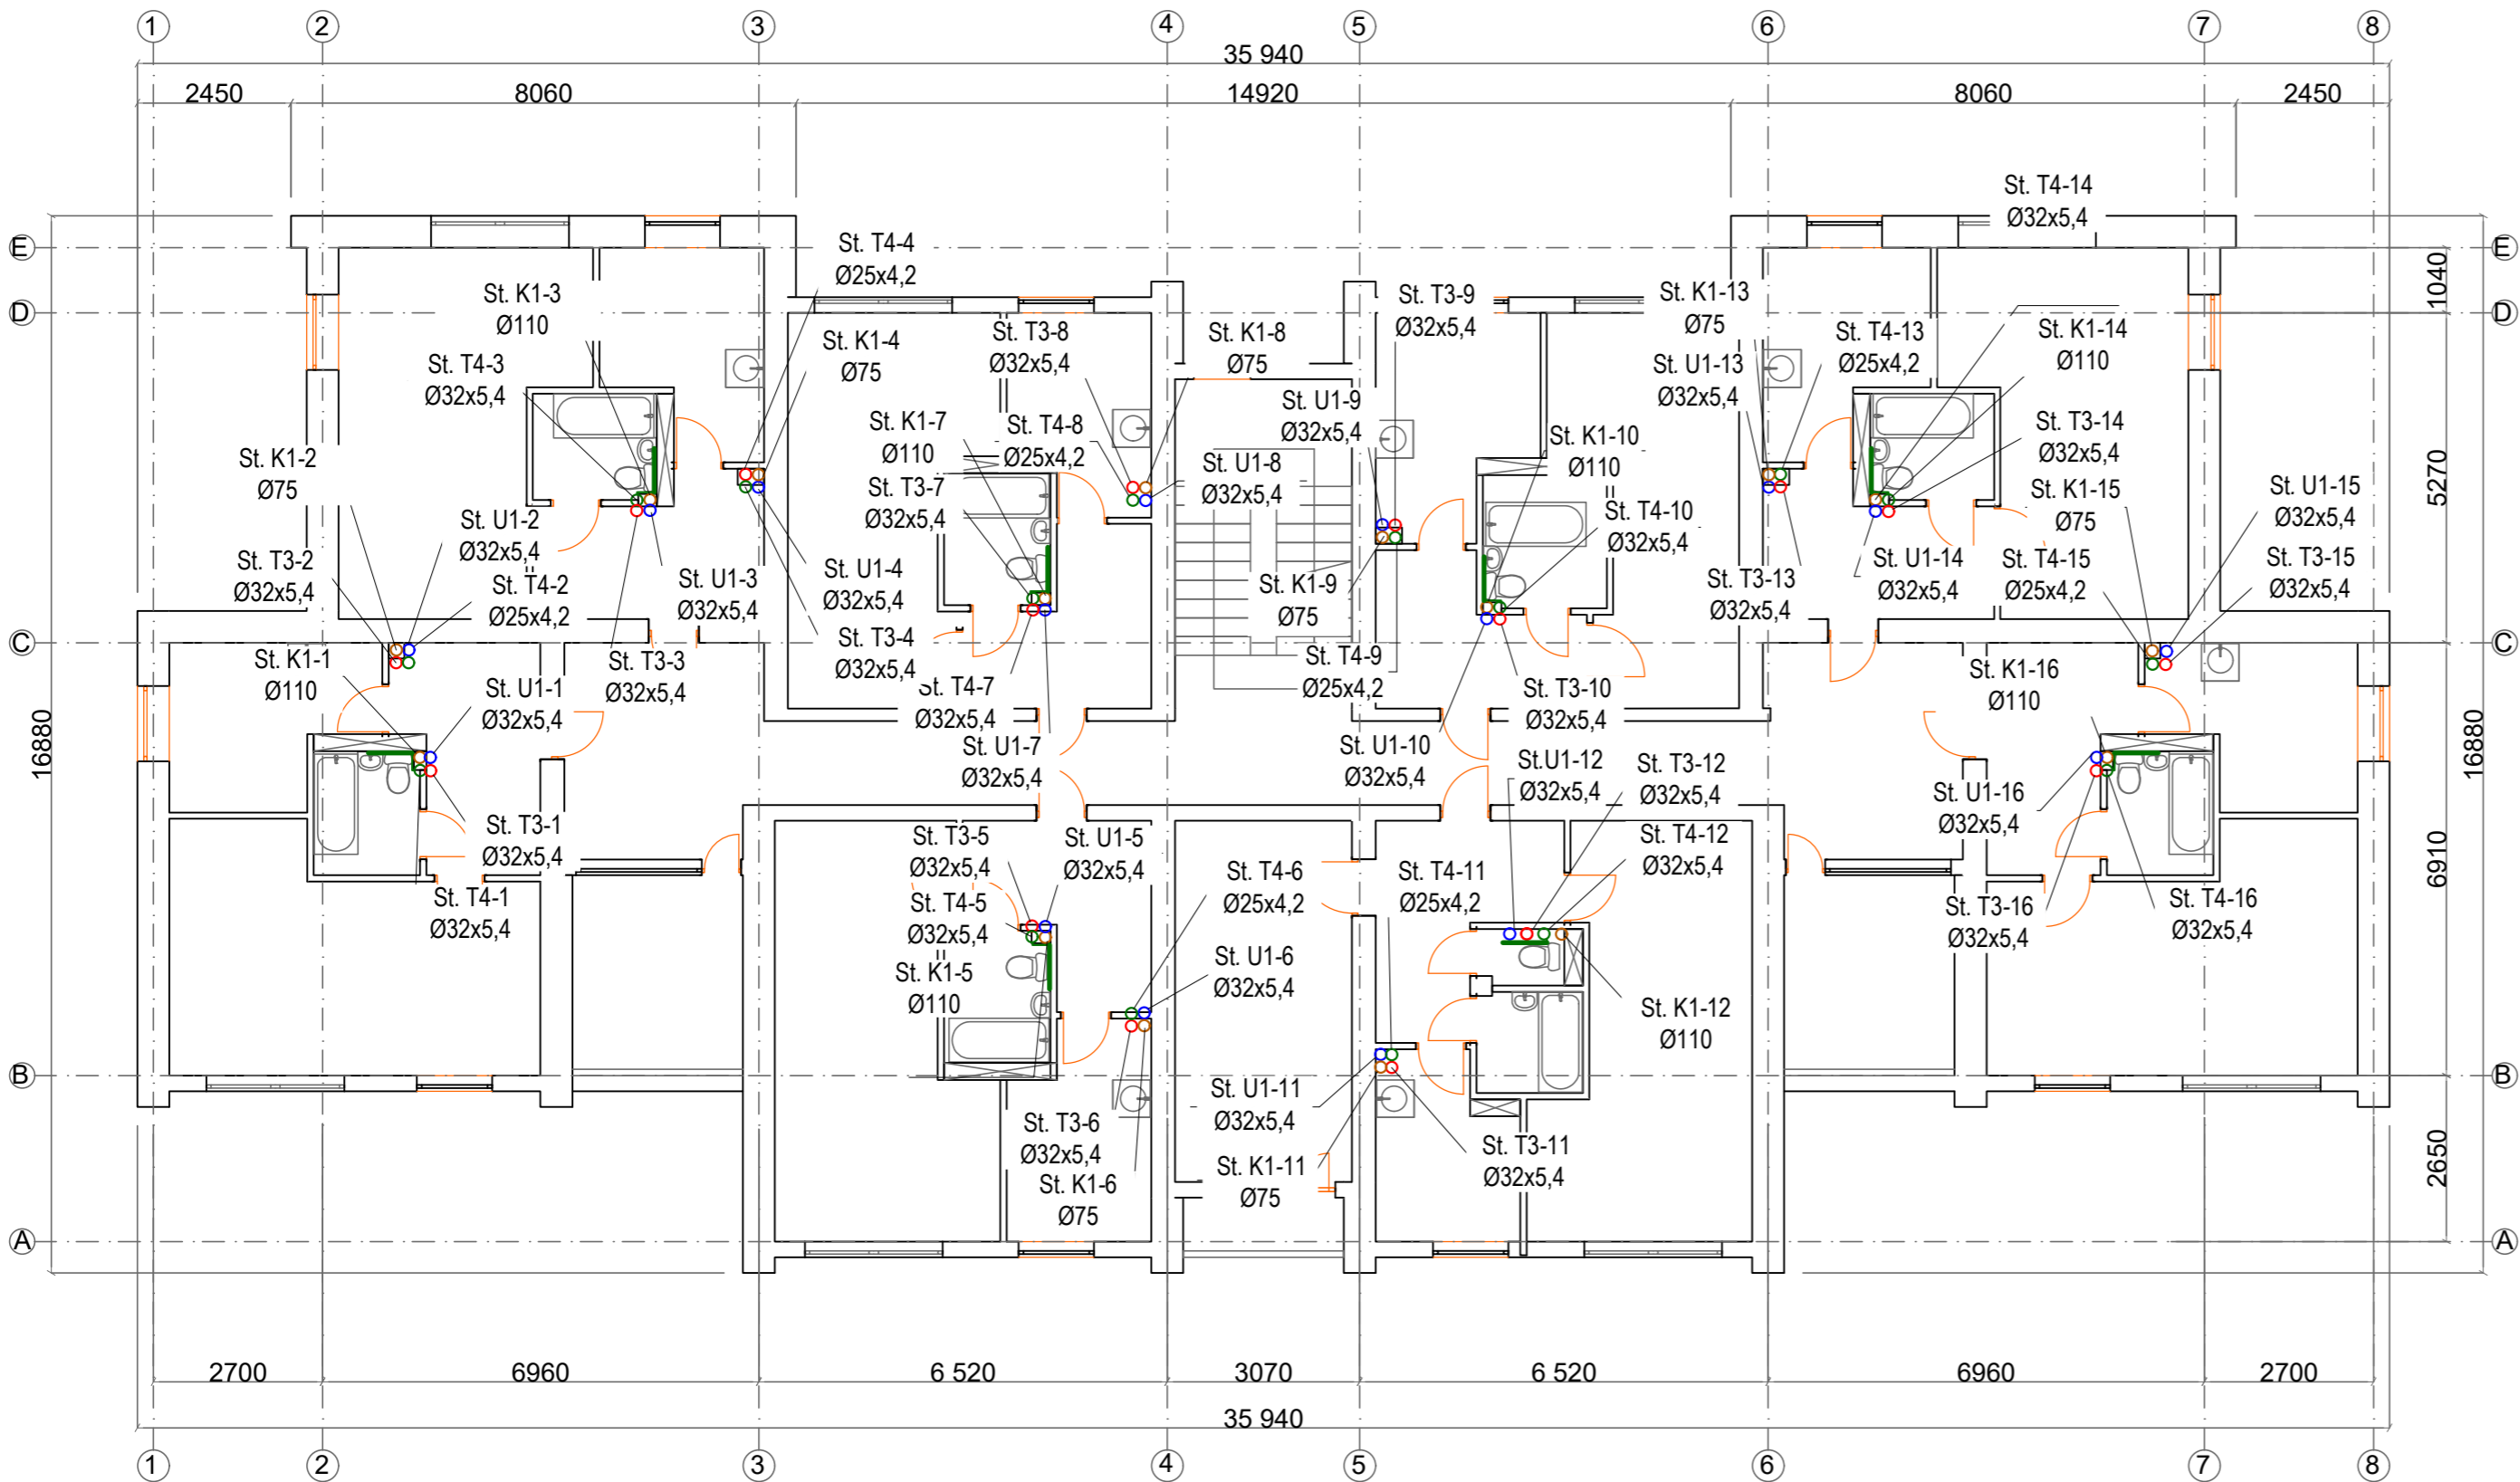 1 2 3 4 5 6 7 8
35 940
2450 8060 14920 8060 2450
St. T4-14
Ø32x5,4
E
E
St. T4-4
Ø25x4,2
St. K1-3
Ø110
St. T3-9
Ø32x5,4
St. K1-13
Ø75
1040
D
D
St. K1-4
Ø75
St. T3-8
Ø32x5,4
St. K1-8
Ø75
St. T4-13
Ø25x4,2
St. K1-14
Ø110
St. T4-3
Ø32x5,4
St. U1-13
Ø32x5,4
St. U1-9
Ø32x5,4
St. K1-7
Ø110
St. T4-8
Ø25x4,2
St. K1-10
Ø110
St. T3-14
Ø32x5,4
St. K1-2
Ø75
St. U1-8
Ø32x5,4
St. T3-7
Ø32x5,4
St. K1-15
Ø75
St. U1-15
Ø32x5,4
5270
St. U1-2
Ø32x5,4
St. T4-10
Ø32x5,4
St. T3-2
Ø32x5,4
St. T4-2
Ø25x4,2
St. U1-3
Ø32x5,4
St. U1-4
Ø32x5,4
St. K1-9
Ø75
St. T3-13
Ø32x5,4
St. U1-14
Ø32x5,4
St. T4-15
Ø25x4,2
St. T3-15
Ø32x5,4
C
C
St. K1-1
Ø110
St. T3-3
Ø32x5,4
St. T3-4
Ø32x5,4
St. T4-9
Ø25x4,2
St. K1-16
Ø110
St. U1-1
Ø32x5,4
St. T4-7
Ø32x5,4
St. T3-10
Ø32x5,4
16880
16880
St. U1-7
Ø32x5,4
St. U1-10
Ø32x5,4
St.U1-12
Ø32x5,4
St. T3-12
Ø32x5,4
St. U1-16
Ø32x5,4
St. T3-1
Ø32x5,4
St. T3-5
Ø32x5,4
St. U1-5
Ø32x5,4
St. T4-12
Ø32x5,4
6910
St. T4-6
Ø25x4,2
St. T4-11
Ø25x4,2
St. T4-1
Ø32x5,4
St. T4-5
Ø32x5,4
St. T3-16
Ø32x5,4
St. T4-16
Ø32x5,4
St. K1-5
Ø110
St. U1-6
Ø32x5,4
St. K1-12
Ø110
B
B
St. U1-11
Ø32x5,4
St. T3-6
Ø32x5,4
St. T3-11
Ø32x5,4
2650
St. K1-6
Ø75
St. K1-11
Ø75
A
A
2700 6960 6 520 3070 6 520 6960 2700
35 940
1 2 3 4 5 6 7 8